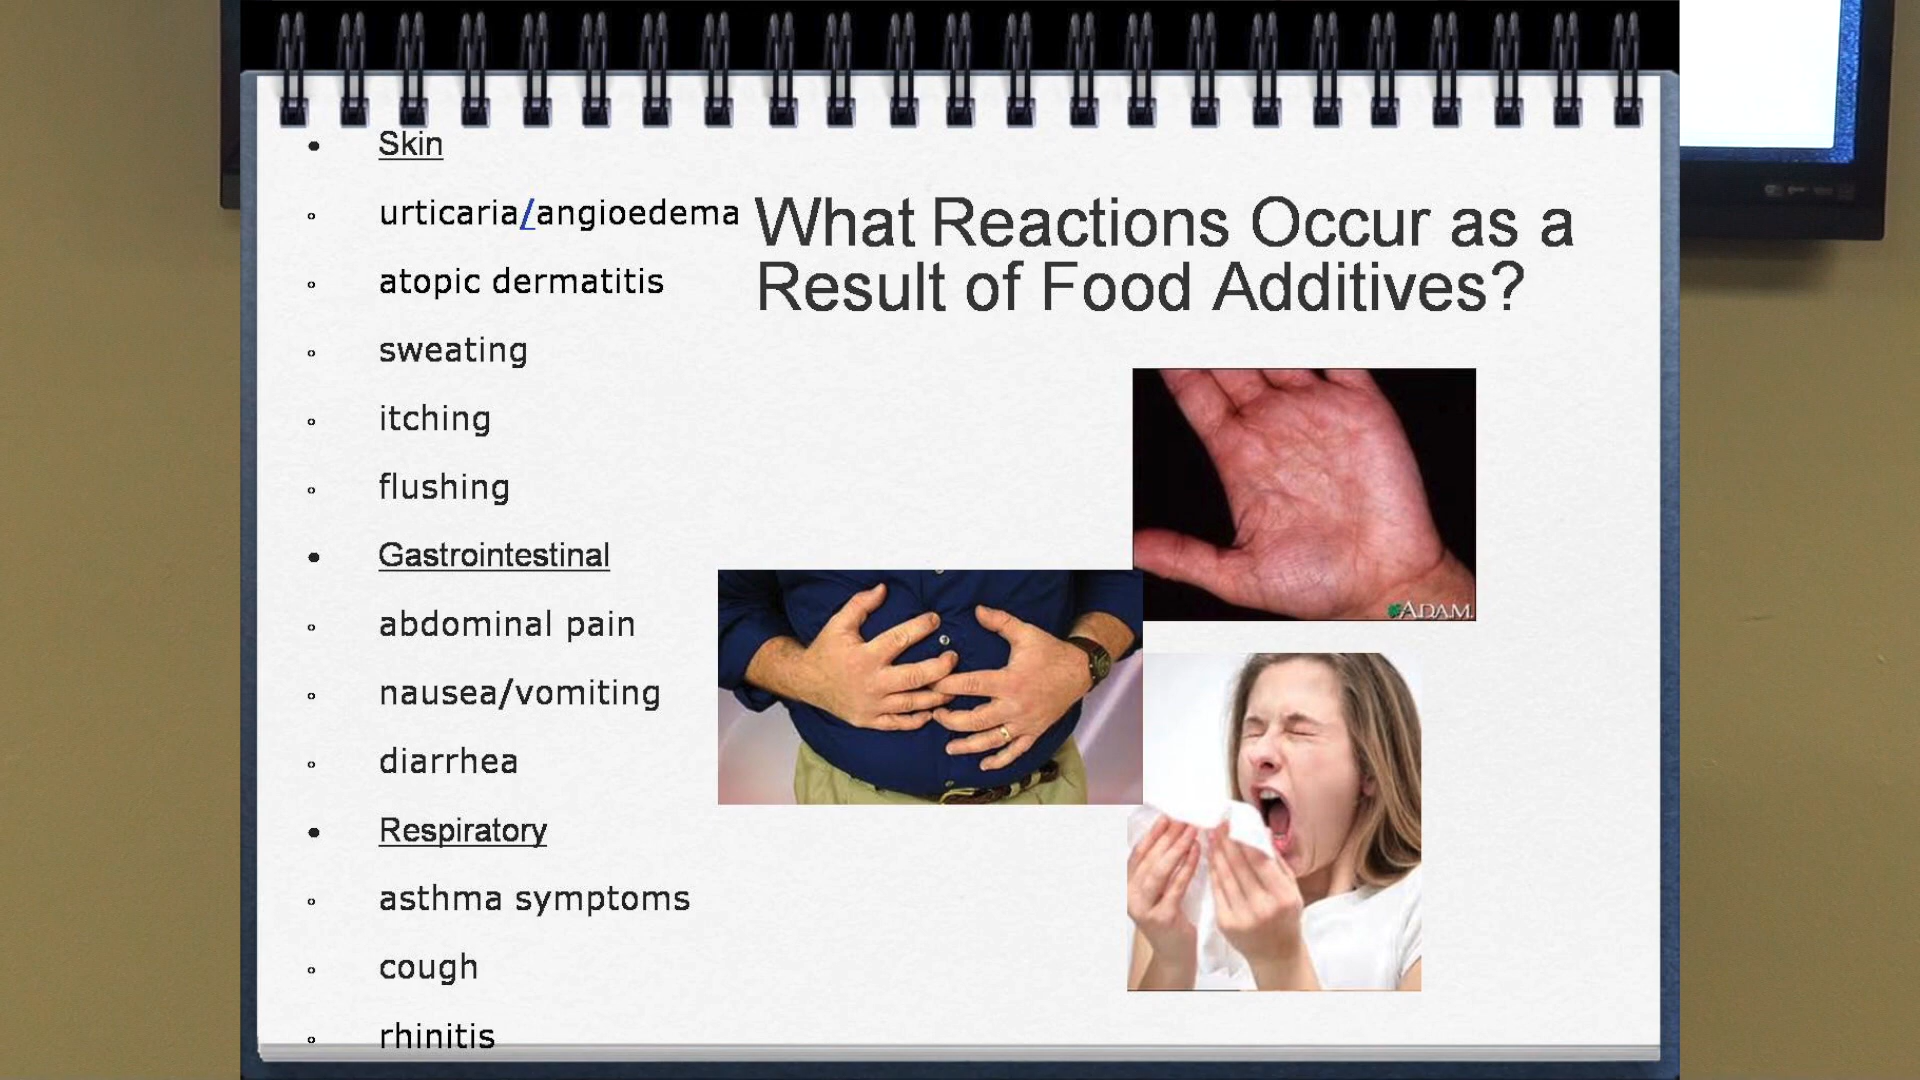 What Reactions Occur as a
Result of Food Additives?
• Skin
◦ urticaria/angioedema
◦ atopic dermatitis
◦ sweating
◦ itching
◦ flushing
• Gastrointestinal
◦ abdominal pain
◦ nausea/vomiting
◦ diarrhea
• Respiratory
◦ asthma symptoms
◦ cough
◦ rhinitis
ADAM.